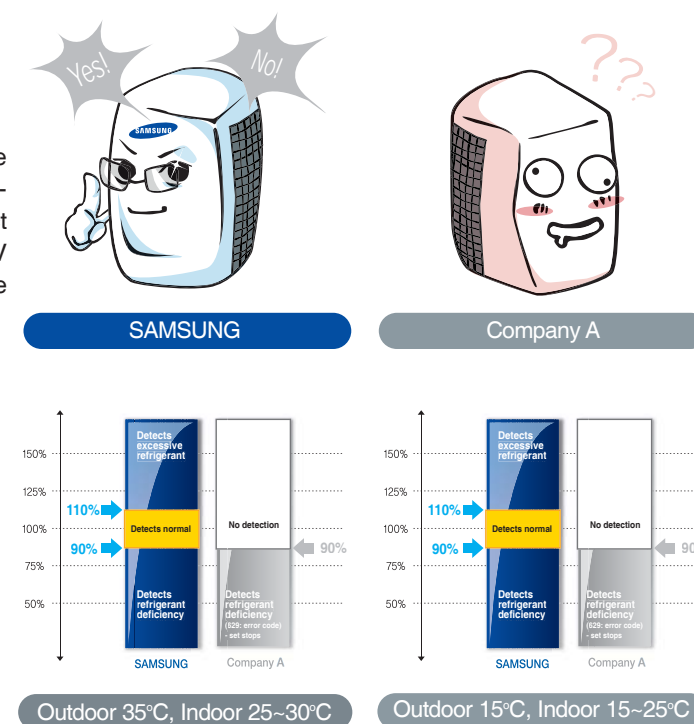 Yes!
No!
???
SAMSUNG
e
-
t
e
SAMSUNG
Company A
150%
125%
110%
100%
90%
75%
50%
Detects
excessive
refrigerant
Detects normal
Detects
refrigerant
deficiency
No detection
90%
Detects
refrigerant
deficiency
(529: error code)
- set stops
SAMSUNG
Company A
Outdoor 35°C, Indoor 25~30°C
150%
125%
110%
100%
90%
75%
50%
Detects
excessive
refrigerant
Detects normal
Detects
refrigerant
deficiency
No detection
90
Detects
refrigerant
deficiency
(529: error code)
- set stops
SAMSUNG
Company A
Outdoor 15°C, Indoor 15~25°C